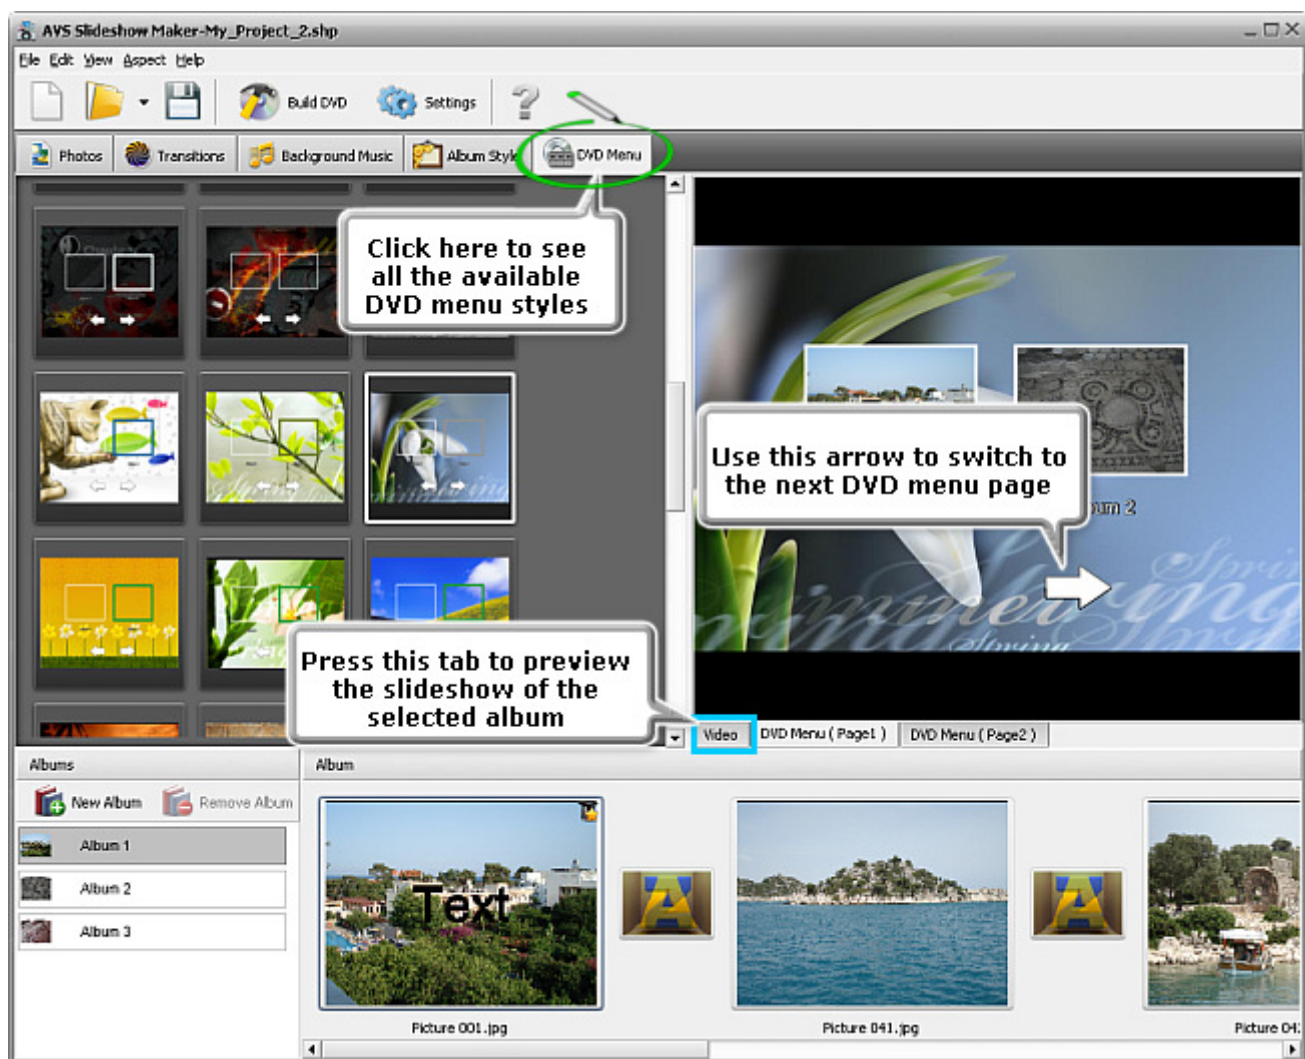 AVS Slideshow Maker-My_Project_2.shp
File Edit View Aspect Help
Build DVD Settings
Photos Transitions Background Music Album Style DVD Menu
Click here to see
all the available
DVD menu styles
Use this arrow to switch to
the next DVD menu page
Summer
Spring
Press this tab to preview
the slideshow of the
selected album
Video DVD Menu ( Page1 ) DVD Menu ( Page2 )
Albums
New Album Remove Album
Album 1
Album 2
Album 3
Album
Text
Picture 001.jpg Picture 041.jpg Picture